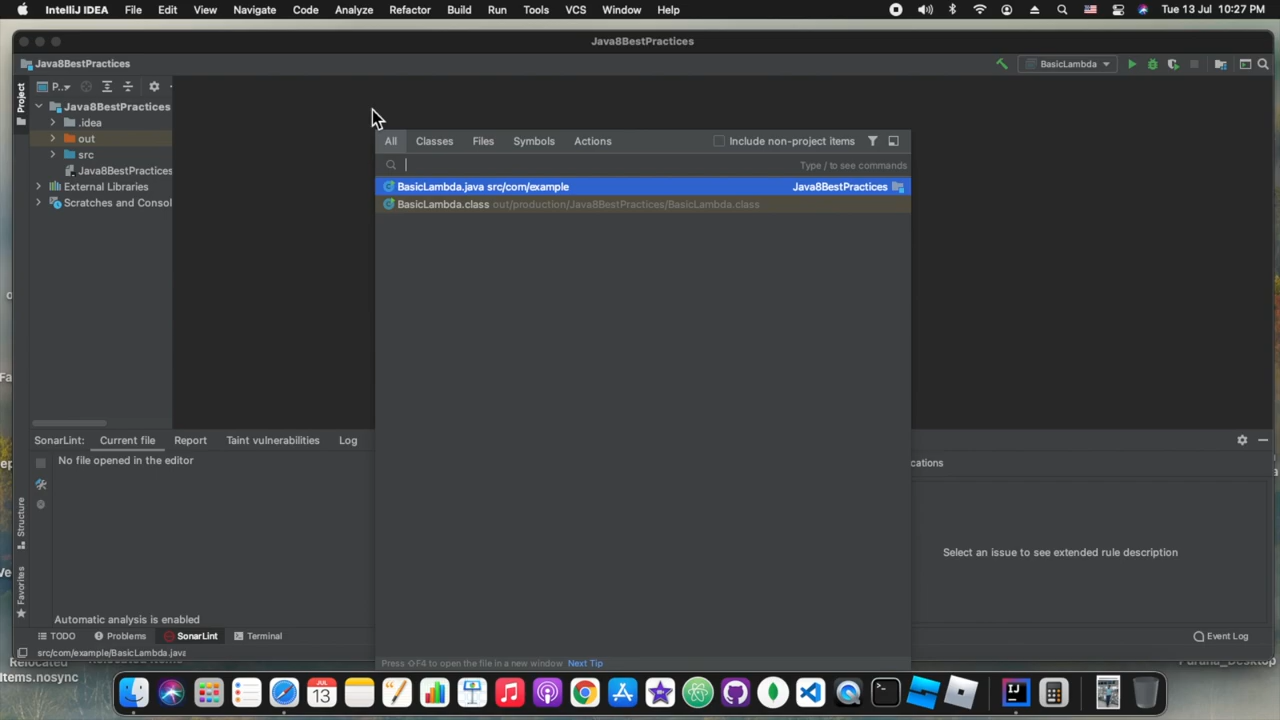 IntelliJ IDEA File Edit View Navigate Code Analyze Refactor Build Run Tools VCS Window Help Tue 13 Jul 10:27 PM
Java8BestPractices
Java8BestPractices BasicLambda
Project
P..
Java8BestPractices
.idea
out
src
Java8BestPractices
External Libraries
Scratches and Consol
All Classes Files Symbols Actions Include non-project items
Type / to see commands
BasicLambda.java src/com/example Java8BestPractices
BasicLambda.class out/production/Java8BestPractices/BasicLambda.class
Press ⇧F4 to open the file in a new window Next Tip
SonarLint: Current file Report Taint vulnerabilities Log
No file opened in the editor
cations
Select an issue to see extended rule description
Structure
Favorites
Automatic analysis is enabled
TODO Problems SonarLint Terminal Event Log
src/com/example/BasicLambda.java
Relocated
Items.nosync
JUL
13